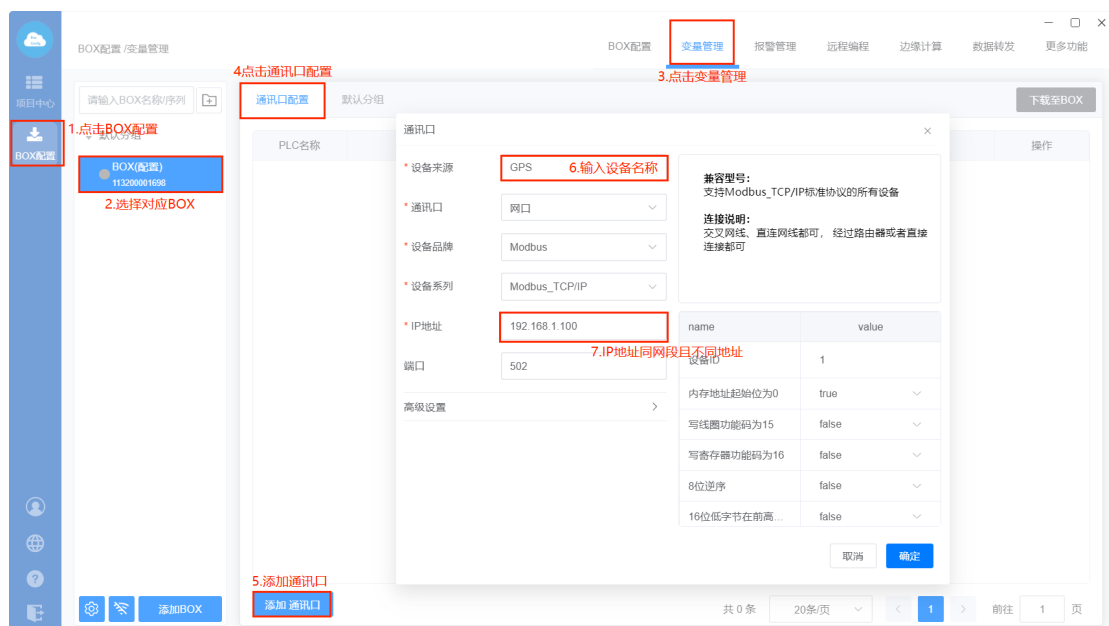 BOX配置 /变量管理
BOX配置
变量管理
报警管理
远程编程
边缘计算
数据转发
更多功能
3.点击变量管理
4点击通讯口配置
项目中心
BOX配置
1.点击BOX配置
请输入BOX名称/序列
默认分组
BOX(配置)
113200001698
2.选择对应BOX
通讯口配置
默认分组
下载至BOX
PLC名称
操作
通讯口
* 设备来源
GPS
6.输入设备名称
* 通讯口
网口
* 设备品牌
Modbus
* 设备系列
Modbus_TCP/IP
* IP地址
192.168.1.100
7.IP地址同网段且不同地址
端口
502
高级设置
兼容型号：
支持Modbus_TCP/IP标准协议的所有设备
连接说明：
交叉网线、直连网线都可， 经过路由器或者直接
连接都可
name
value
设备ID
1
内存地址起始位为0
true
写线圈功能码为15
false
写寄存器功能码为16
false
8位逆序
false
16位低字节在前高...
false
取消
确定
5.添加通讯口
添加 通讯口
添加BOX
共 0 条
20条/页
1
前往
1
页